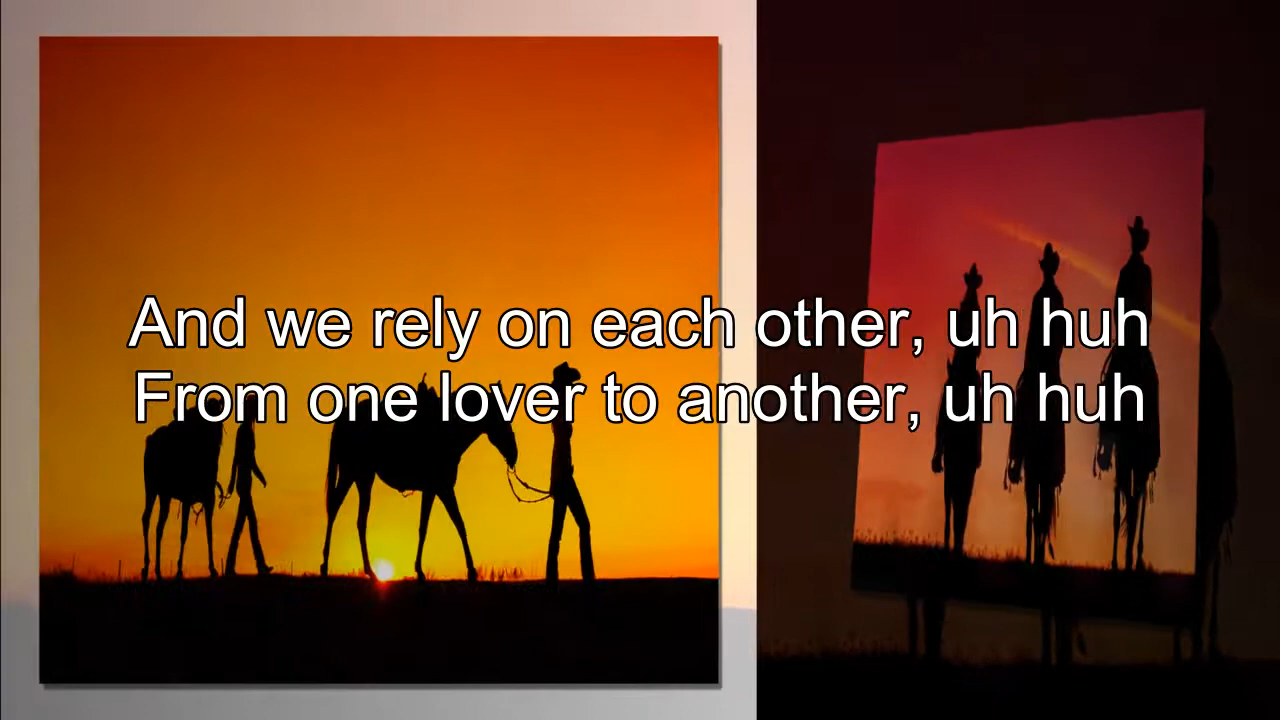 And we rely on each other, uh huh
From one lover to another, uh huh